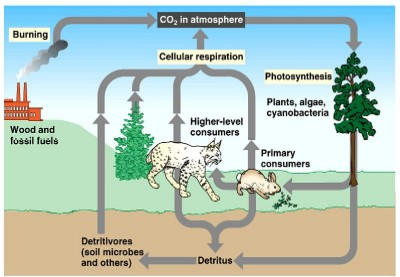 CO₂ in atmosphere
Burning
Cellular respiration
Photosynthesis
Plants, algae,
cyanobacteria
Higher-level
consumers
Wood and
fossil fuels
Primary
consumers
Detritivores
(soil microbes
and others)
Detritus